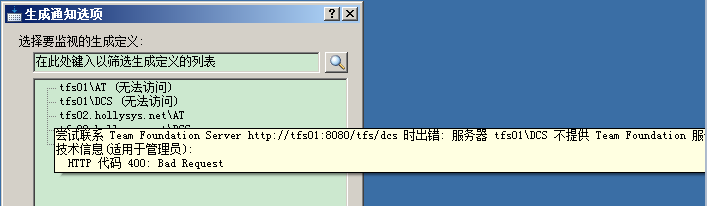 生成通知选项
选择要监视的生成定义:
在此处键入以筛选生成定义的列表
tfs01\AT (无法访问)
tfs01\DCS (无法访问)
tfs02.hollysys.net\AT
尝试联系 Team Foundation Server http://tfs01:8080/tfs/dcs 时出错: 服务器 tfs01\DCS 不提供 Team Foundation 服
技术信息(适用于管理员):
HTTP 代码 400: Bad Request